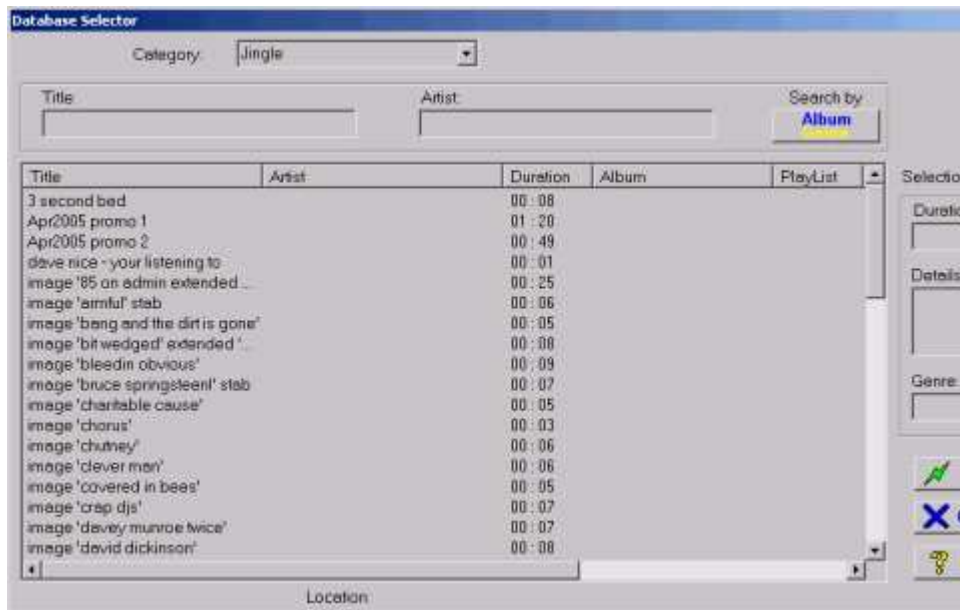 Database Selector
Category: Jingle
Title Artist: Search by
Album
Title Artist Duration Album PlayList
3 second bed 00 : 08
Apr2005 promo 1 01 : 20
Apr2005 promo 2 00 : 49
dave nice - your listening to 00 : 01
image '85 on admin extended ... 00 : 25
image 'armful' stab 00 : 06
image 'bang and the dirt is gone' 00 : 05
image 'bit wedged' extended '... 00 : 08
image 'bleedin obvious' 00 : 09
image 'bruce springsteenl' stab 00 : 07
image 'charitable cause' 00 : 05
image 'chorus' 00 : 03
image 'chutney' 00 : 06
image 'clever man' 00 : 06
image 'covered in bees' 00 : 05
image 'crap djs' 00 : 07
image 'davey munroe twice' 00 : 07
image 'david dickinson' 00 : 08
Location
Selectio
Duratio
Details
Genre